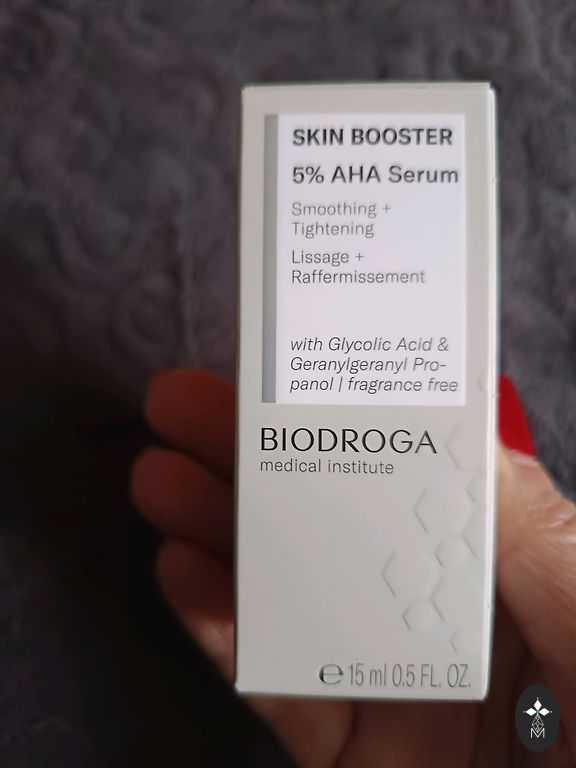 SKIN BOOSTER
5% AHA Serum
Smoothing +
Tightening
Lissage +
Raffermissement
with Glycolic Acid &
Geranylgeranyl Pro-
panol | fragrance free
BIODROGA
medical institute
℮ 15 ml 0.5 FL. OZ.
M